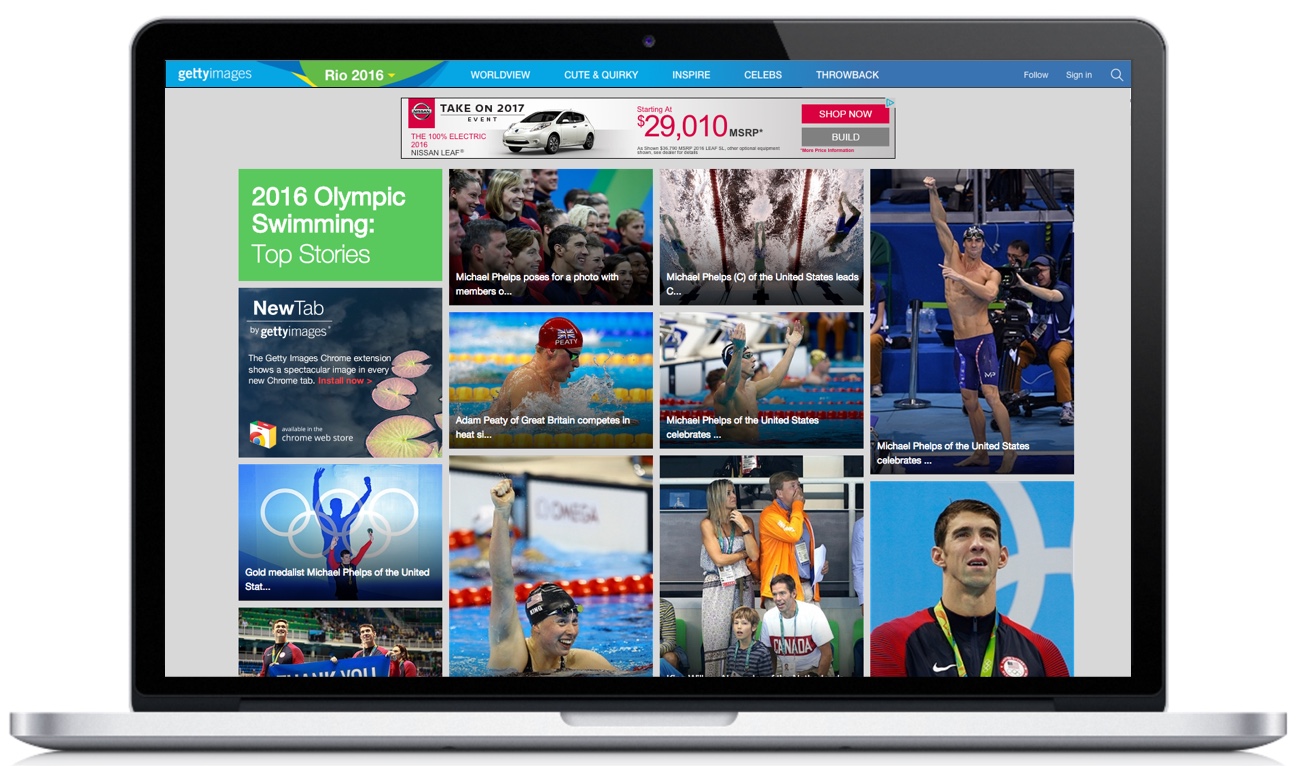 gettyimages
Rio 2016
WORLDVIEW
CUTE & QUIRKY
INSPIRE
CELEBS
THROWBACK
Follow
Sign in
TAKE ON 2017
EVENT
THE 100% ELECTRIC
2016
NISSAN LEAF®
Starting At
$29,010 MSRP*
As Shown $36,790 MSRP 2016 LEAF SL, other optional equipment
shown, see dealer for details
SHOP NOW
BUILD
*More Price Information
2016 Olympic
Swimming:
Top Stories
NewTab
by gettyimages®
The Getty Images Chrome extension
shows a spectacular image in every
new Chrome tab. Install now >
available in the
chrome web store
Gold medalist Michael Phelps of the United
Stat...
THANK YOU
Michael Phelps poses for a photo with
members o...
PEATY
Adam Peaty of Great Britain competes in
heat si...
OMEGA
KING
Michael Phelps (C) of the United States leads
C...
Michael Phelps of the United States
celebrates ...
CANADA
MP
Michael Phelps of the United States
celebrates ...